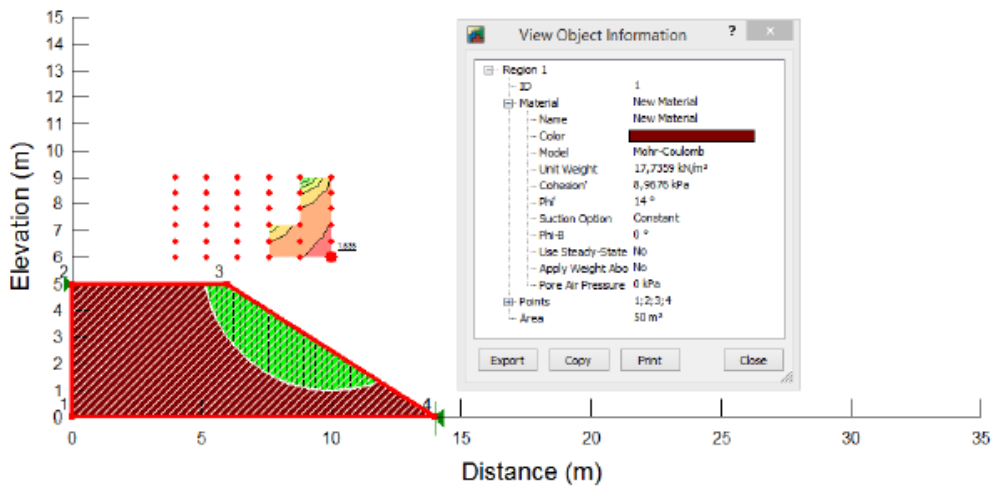 15
14
13
12
11
10
9
8
7
6
5
4
3
2
1
0
Elevation (m)
2
3
1
4
0
5
10
15
20
25
30
35
Distance (m)
View Object Information
?
×
Region 1
ID 1
Material New Material
Name New Material
Color
Model Mohr-Coulomb
Unit Weight 17,7359 kN/m³
Cohesion' 8,9676 kPa
Phi' 14 °
Suction Option Constant
Phi-B 0 °
Use Steady-State No
Apply Weight Abo No
Pore Air Pressure 0 kPa
Points 1;2;3;4
Area 50 m²
Export
Copy
Print
Close